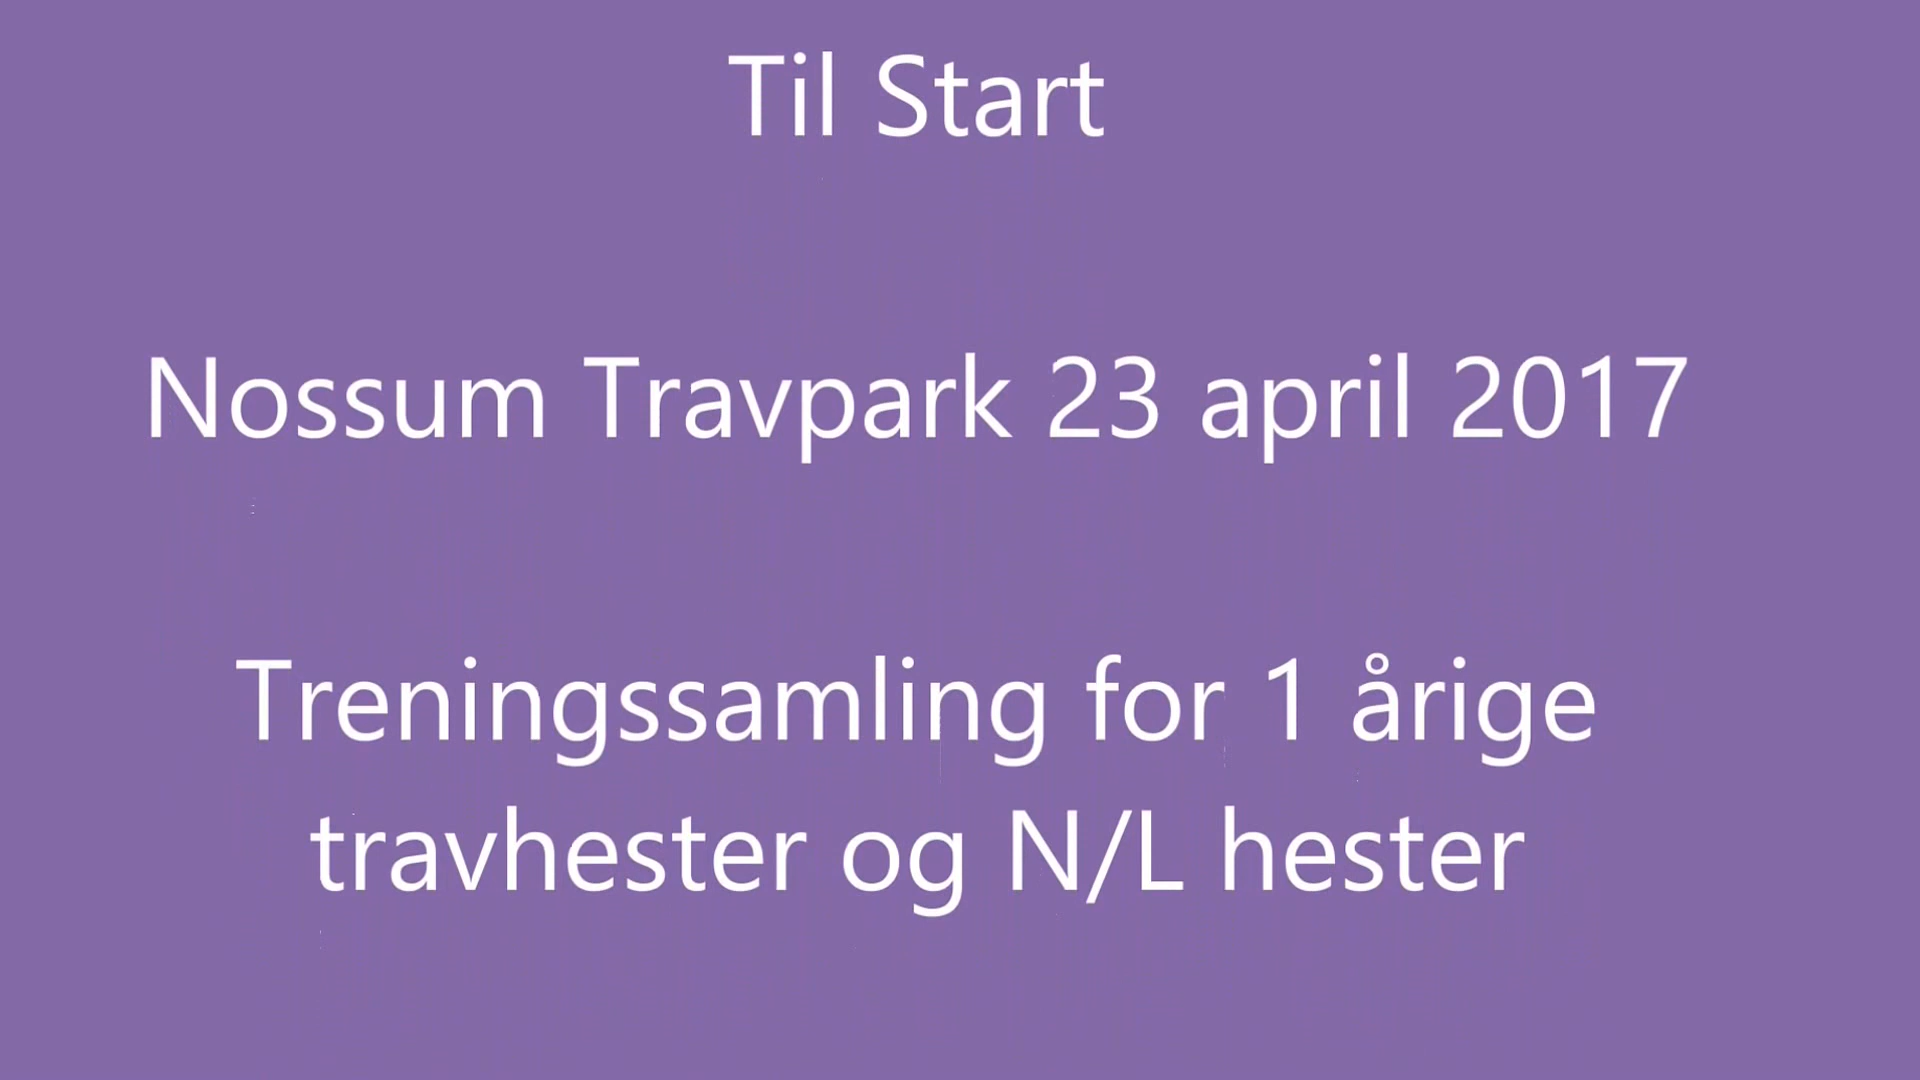 Til Start
Nossum Travpark 23 april 2017
Treningssamling for 1 årige
travhester og N/L hester